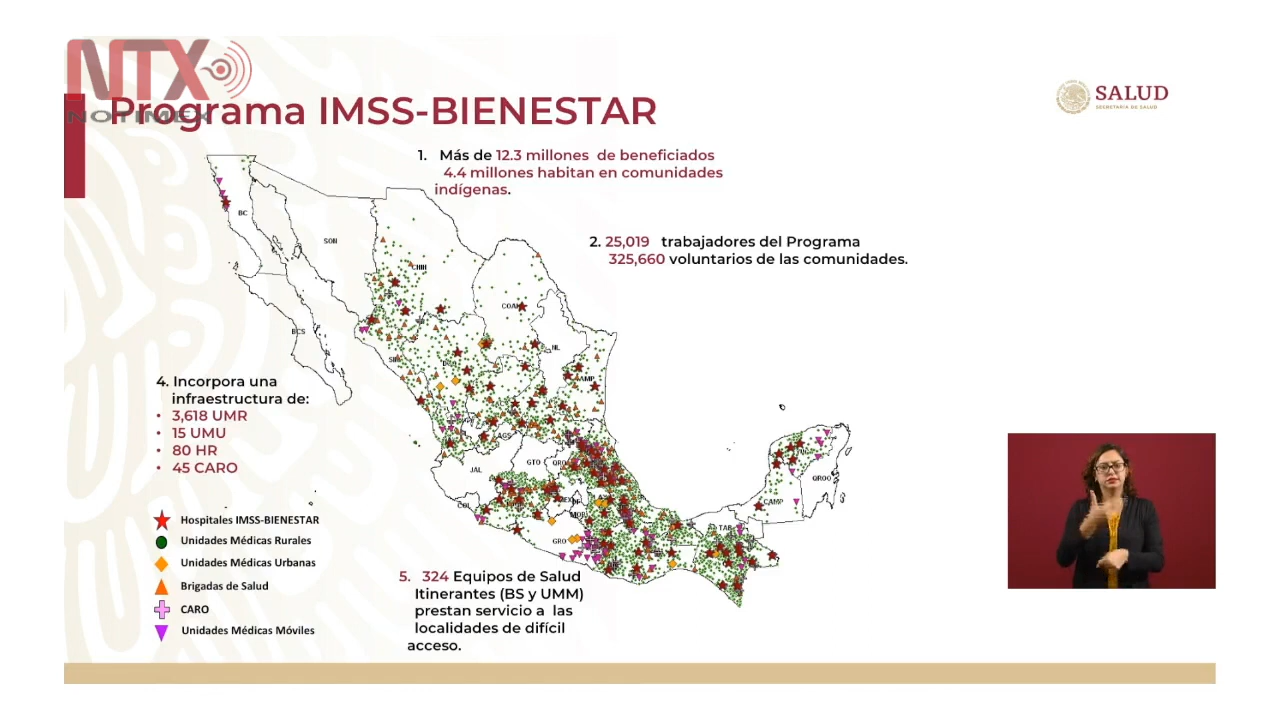 NTX
NOTIMEX
Programa IMSS-BIENESTAR
SALUD
SECRETARÍA DE SALUD
1. Más de 12.3 millones de beneficiados
4.4 millones habitan en comunidades
indígenas.
2. 25,019 trabajadores del Programa
325,660 voluntarios de las comunidades.
BC
SON
CHIH
COAH
BCS
NL
4. Incorpora una
infraestructura de:
• 3,618 UMR
• 15 UMU
• 80 HR
• 45 CARO
AGS
JAL
GTO
QRO
QROO
CAMP
TAB
GRO
Hospitales IMSS-BIENESTAR
Unidades Médicas Rurales
Unidades Médicas Urbanas
Brigadas de Salud
CARO
Unidades Médicas Móviles
5. 324 Equipos de Salud
Itinerantes (BS y UMM)
prestan servicio a las
localidades de difícil
acceso.